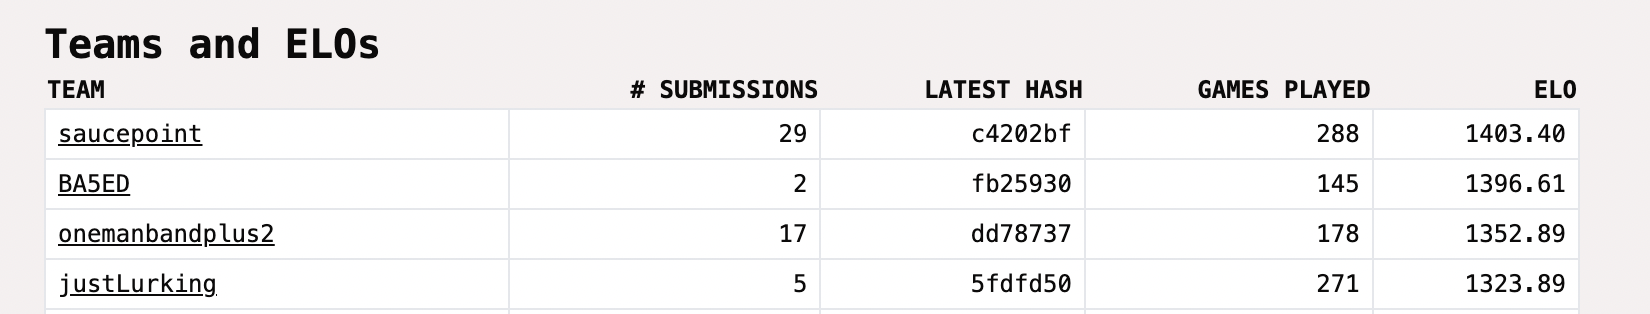 Teams and ELOs
TEAM # SUBMISSIONS LATEST HASH GAMES PLAYED ELO
saucepoint 29 c4202bf 288 1403.40
BA5ED 2 fb25930 145 1396.61
onemanbandplus2 17 dd78737 178 1352.89
justLurking 5 5fdfd50 271 1323.89